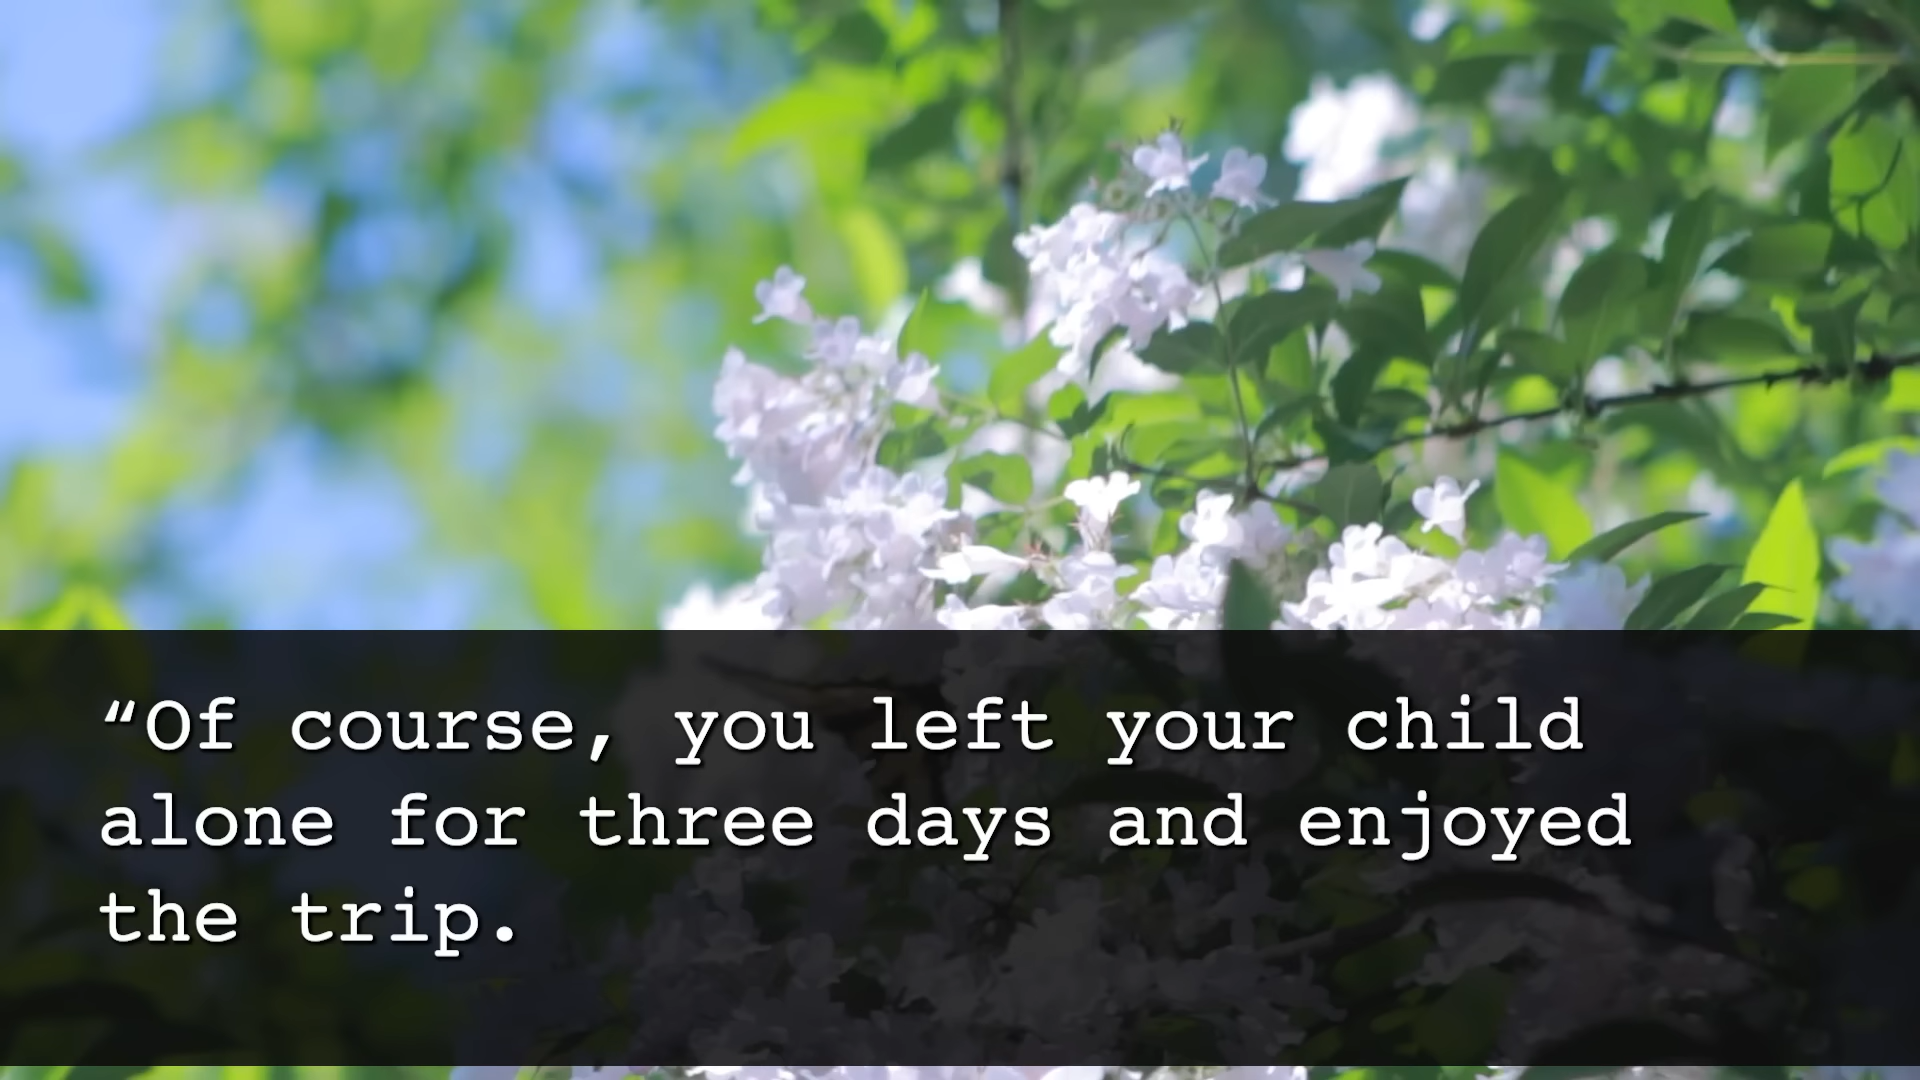 “Of course, you left your child
alone for three days and enjoyed
the trip.